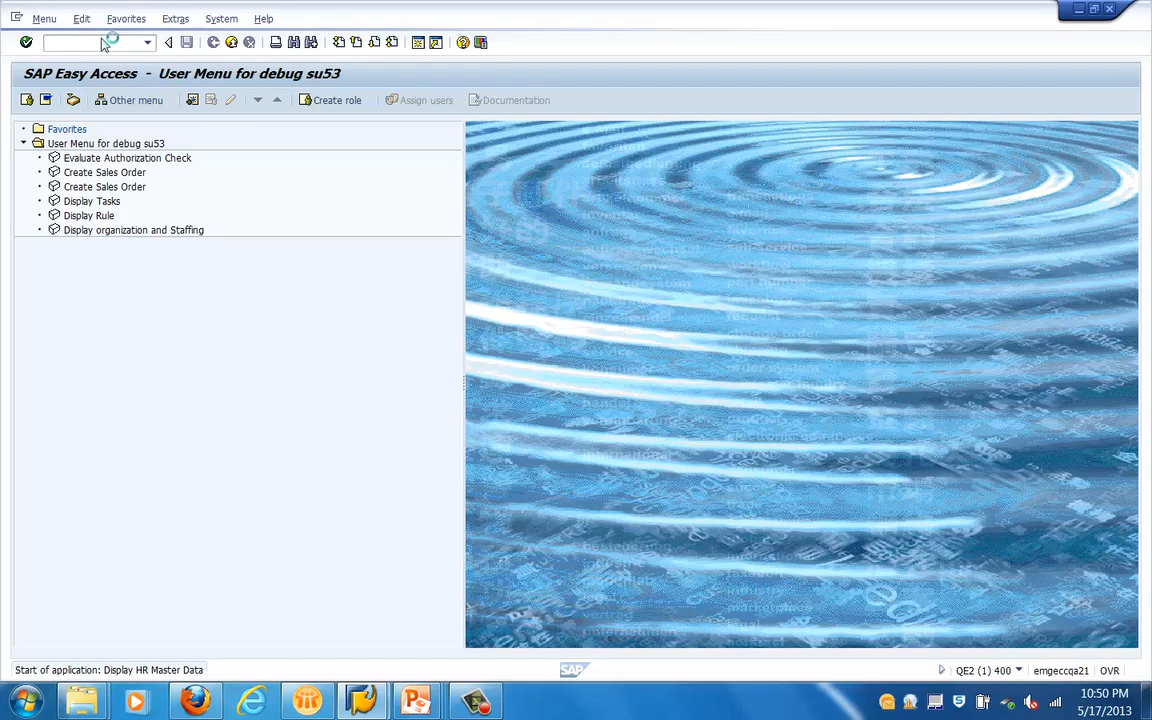 Menu Edit Favorites Extras System Help
SAP Easy Access - User Menu for debug su53
Other menu Create role Assign users Documentation
Favorites
User Menu for debug su53
Evaluate Authorization Check
Create Sales Order
Create Sales Order
Display Tasks
Display Rule
Display organization and Staffing
Start of application: Display HR Master Data SAP QE2 (1) 400 emgeccqa21 OVR
10:50 PM
5/17/2013